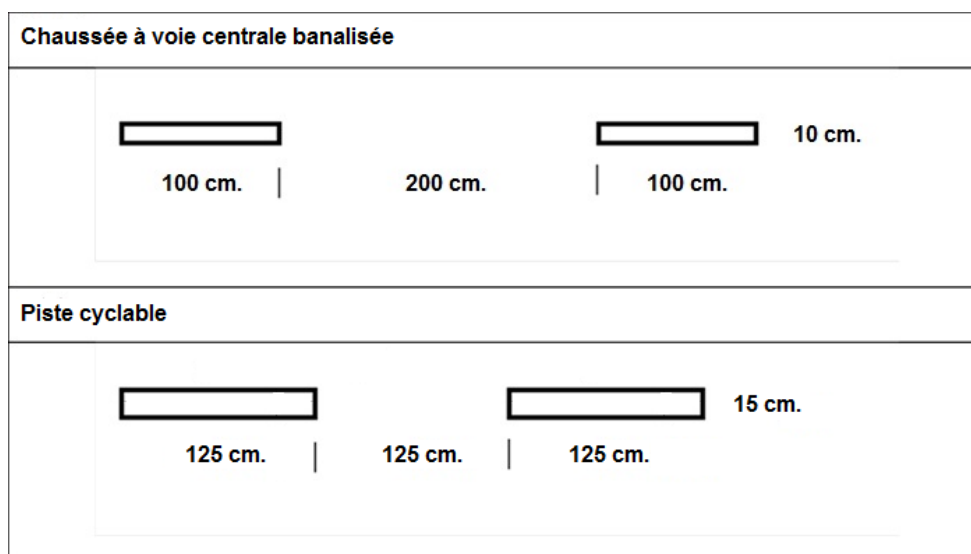 Chaussée à voie centrale banalisée
10 cm.
100 cm. 200 cm. 100 cm.
Piste cyclable
15 cm.
125 cm. 125 cm. 125 cm.